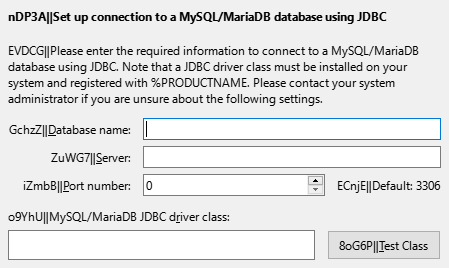 nDP3A||Set up connection to a MySQL/MariaDB database using JDBC
EVDCG||Please enter the required information to connect to a MySQL/MariaDB
database using JDBC. Note that a JDBC driver class must be installed on your
system and registered with %PRODUCTNAME. Please contact your system
administrator if you are unsure about the following settings.
GchzZ||Database name:
ZuWG7||Server:
iZmbB||Port number: 0 ECnjE||Default: 3306
o9YhU||MySQL/MariaDB JDBC driver class:
8oG6P||Test Class